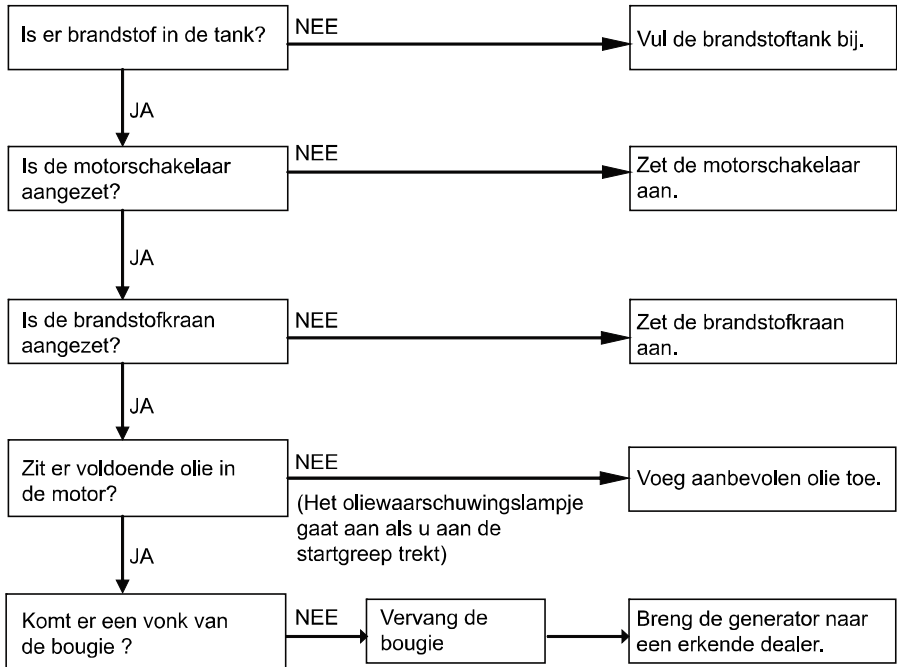 Is er brandstof in de tank?
NEE
Vul de brandstoftank bij.
JA
Is de motorschakelaar
aangezet?
NEE
Zet de motorschakelaar
aan.
JA
Is de brandstofkraan
aangezet?
NEE
Zet de brandstofkraan
aan.
JA
Zit er voldoende olie in
de motor?
NEE
(Het oliewaarschuwingslampje
gaat aan als u aan de
startgreep trekt)
Voeg aanbevolen olie toe.
JA
Komt er een vonk van
de bougie ?
NEE
Vervang de
bougie
Breng de generator naar
een erkende dealer.